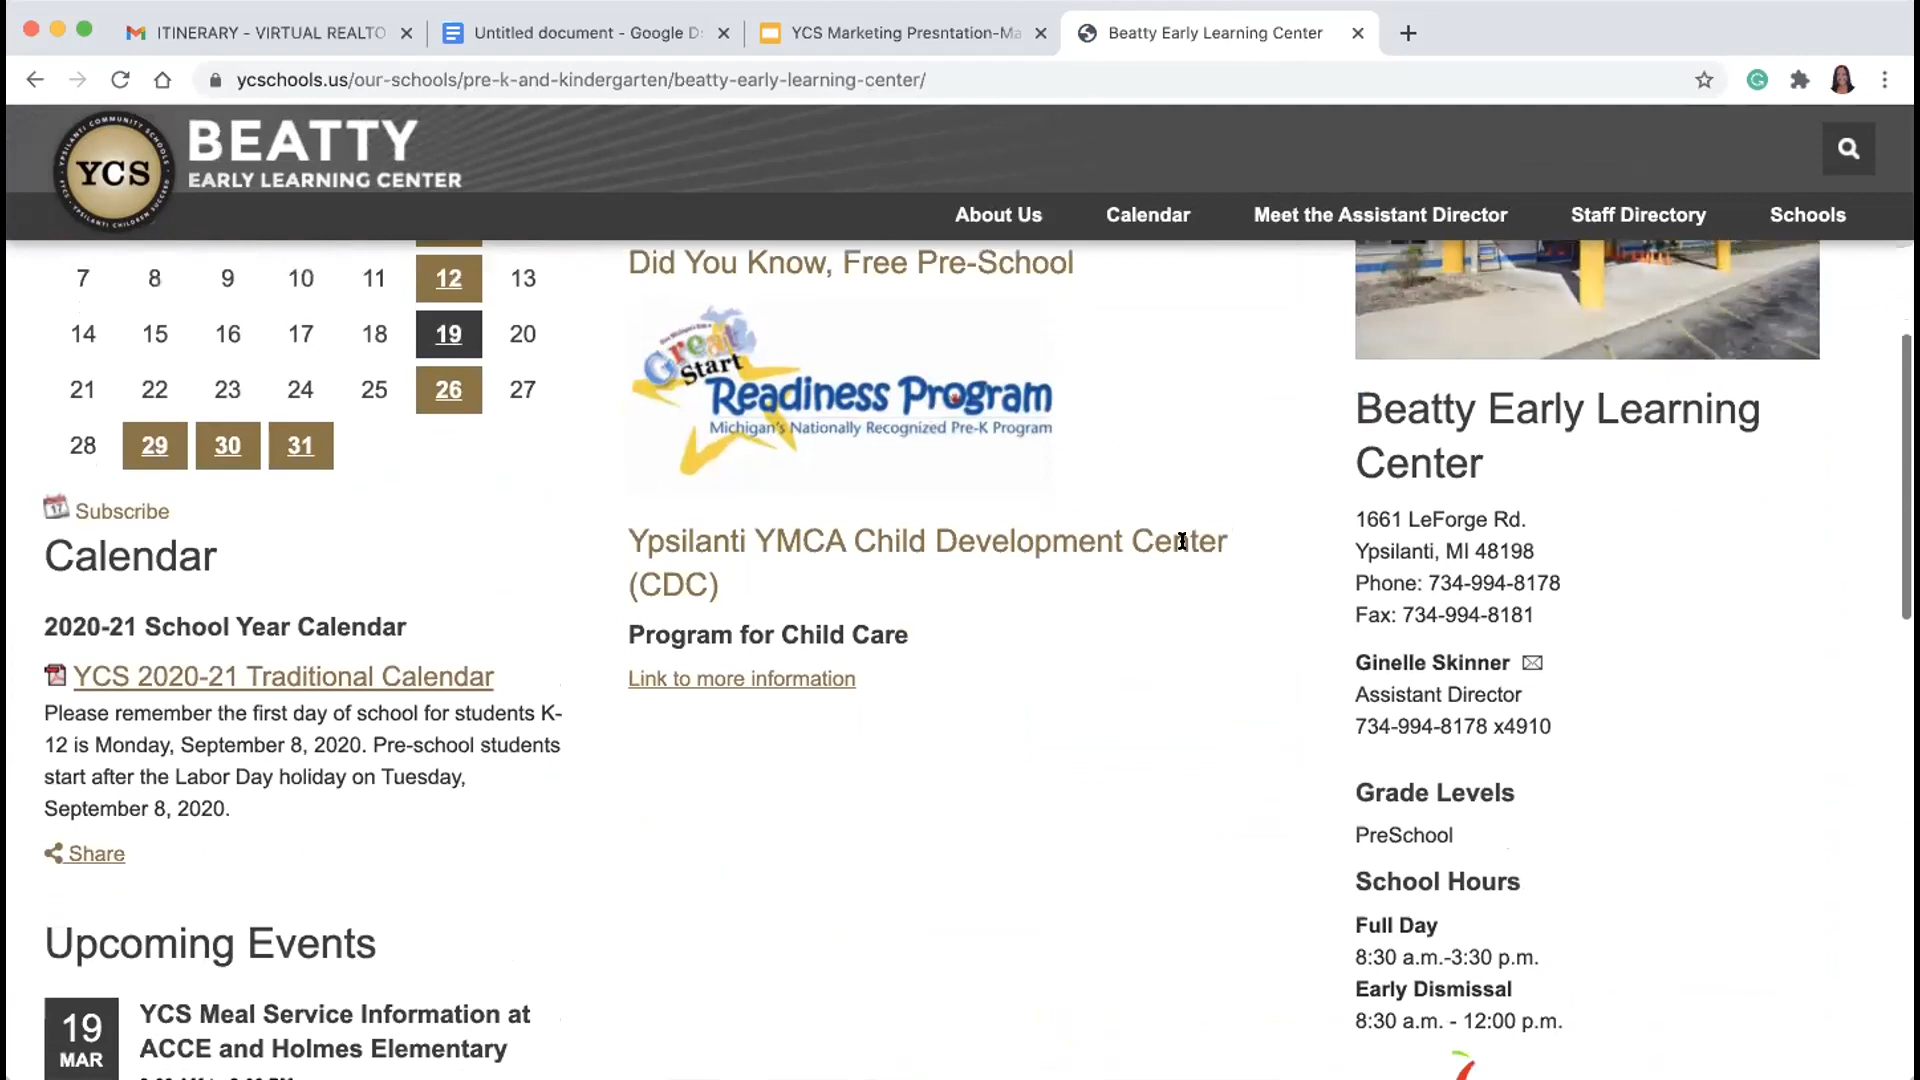 ITINERARY - VIRTUAL REALTO
Untitled document - Google D
YCS Marketing Presntation-Ma
Beatty Early Learning Center
ycschools.us/our-schools/pre-k-and-kindergarten/beatty-early-learning-center/
YPSILANTI COMMUNITY SCHOOLS
YCS
YCS • YPSILANTI CHILDREN SUCCEED
BEATTY
EARLY LEARNING CENTER
About Us
Calendar
Meet the Assistant Director
Staff Directory
Schools
7 8 9 10 11 12 13
14 15 16 17 18 19 20
21 22 23 24 25 26 27
28 29 30 31
Subscribe
Calendar
2020-21 School Year Calendar
YCS 2020-21 Traditional Calendar
Please remember the first day of school for students K-
12 is Monday, September 8, 2020. Pre-school students
start after the Labor Day holiday on Tuesday,
September 8, 2020.
Share
Upcoming Events
19
MAR
YCS Meal Service Information at
ACCE and Holmes Elementary
Did You Know, Free Pre-School
Great
Start
Readiness Program
Michigan's Nationally Recognized Pre-K Program
Ypsilanti YMCA Child Development Center
(CDC)
Program for Child Care
Link to more information
Beatty Early Learning
Center
1661 LeForge Rd.
Ypsilanti, MI 48198
Phone: 734-994-8178
Fax: 734-994-8181
Ginelle Skinner
Assistant Director
734-994-8178 x4910
Grade Levels
PreSchool
School Hours
Full Day
8:30 a.m.-3:30 p.m.
Early Dismissal
8:30 a.m. - 12:00 p.m.